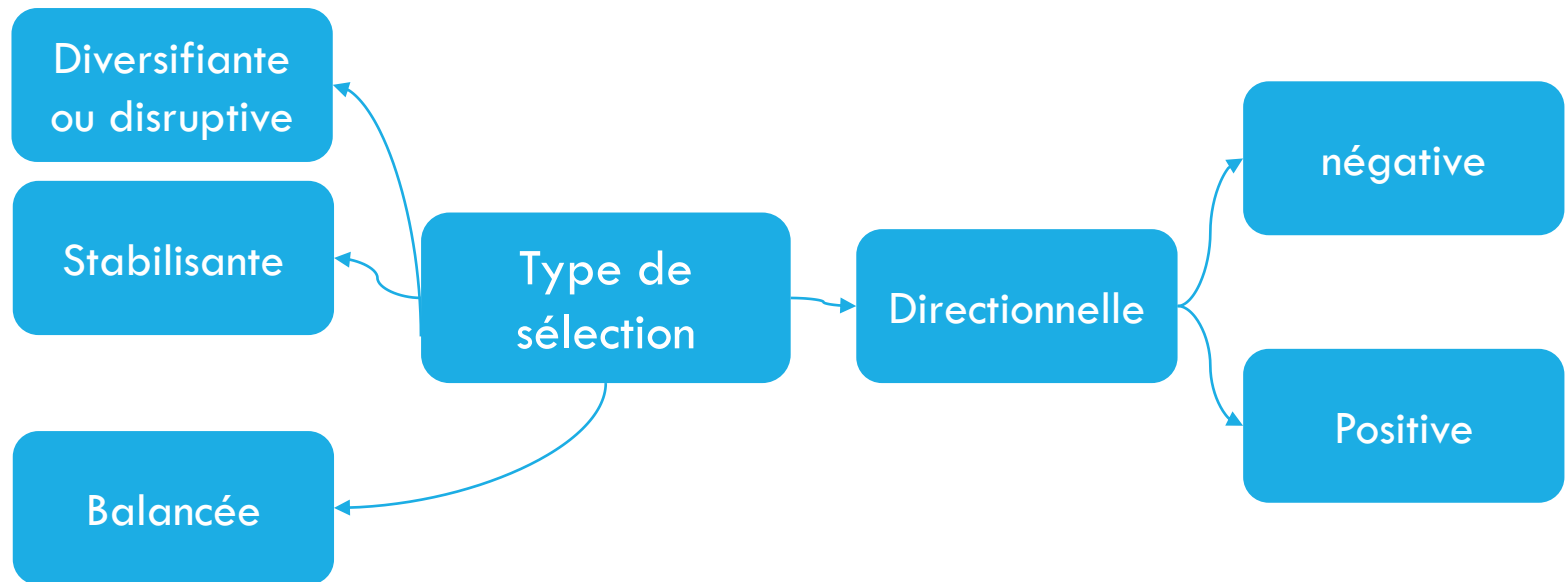 Diversifiante
ou disruptive
Stabilisante
Balancée
Type de
sélection
Directionnelle
négative
Positive